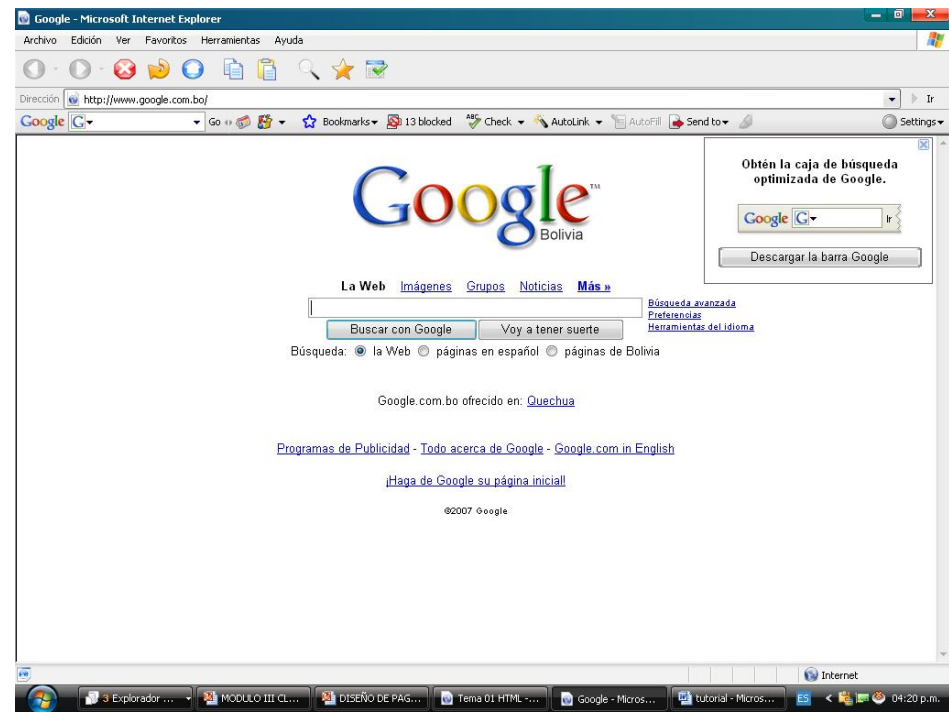 Google - Microsoft Internet Explorer
Archivo Edición Ver Favoritos Herramientas Ayuda
Dirección http://www.google.com.bo/ Ir
Google G Go Bookmarks 13 blocked ABC Check AutoLink AutoFill Send to Settings
Obtén la caja de búsqueda
optimizada de Google.
Google G Ir
Descargar la barra Google
Google™
Bolivia
La Web Imágenes Grupos Noticias Más »
Búsqueda avanzada
Preferencias
Herramientas del idioma
Buscar con Google Voy a tener suerte
Búsqueda: la Web páginas en español páginas de Bolivia
Google.com.bo ofrecido en: Quechua
Programas de Publicidad - Todo acerca de Google - Google.com in English
¡Haga de Google su página inicial!
©2007 Google
Internet
3 Explorador ... MODULO III CL... DISEÑO DE PAG... Tema 01 HTML -... Google - Micros... tutorial - Micros... ES < 04:20 p.m.